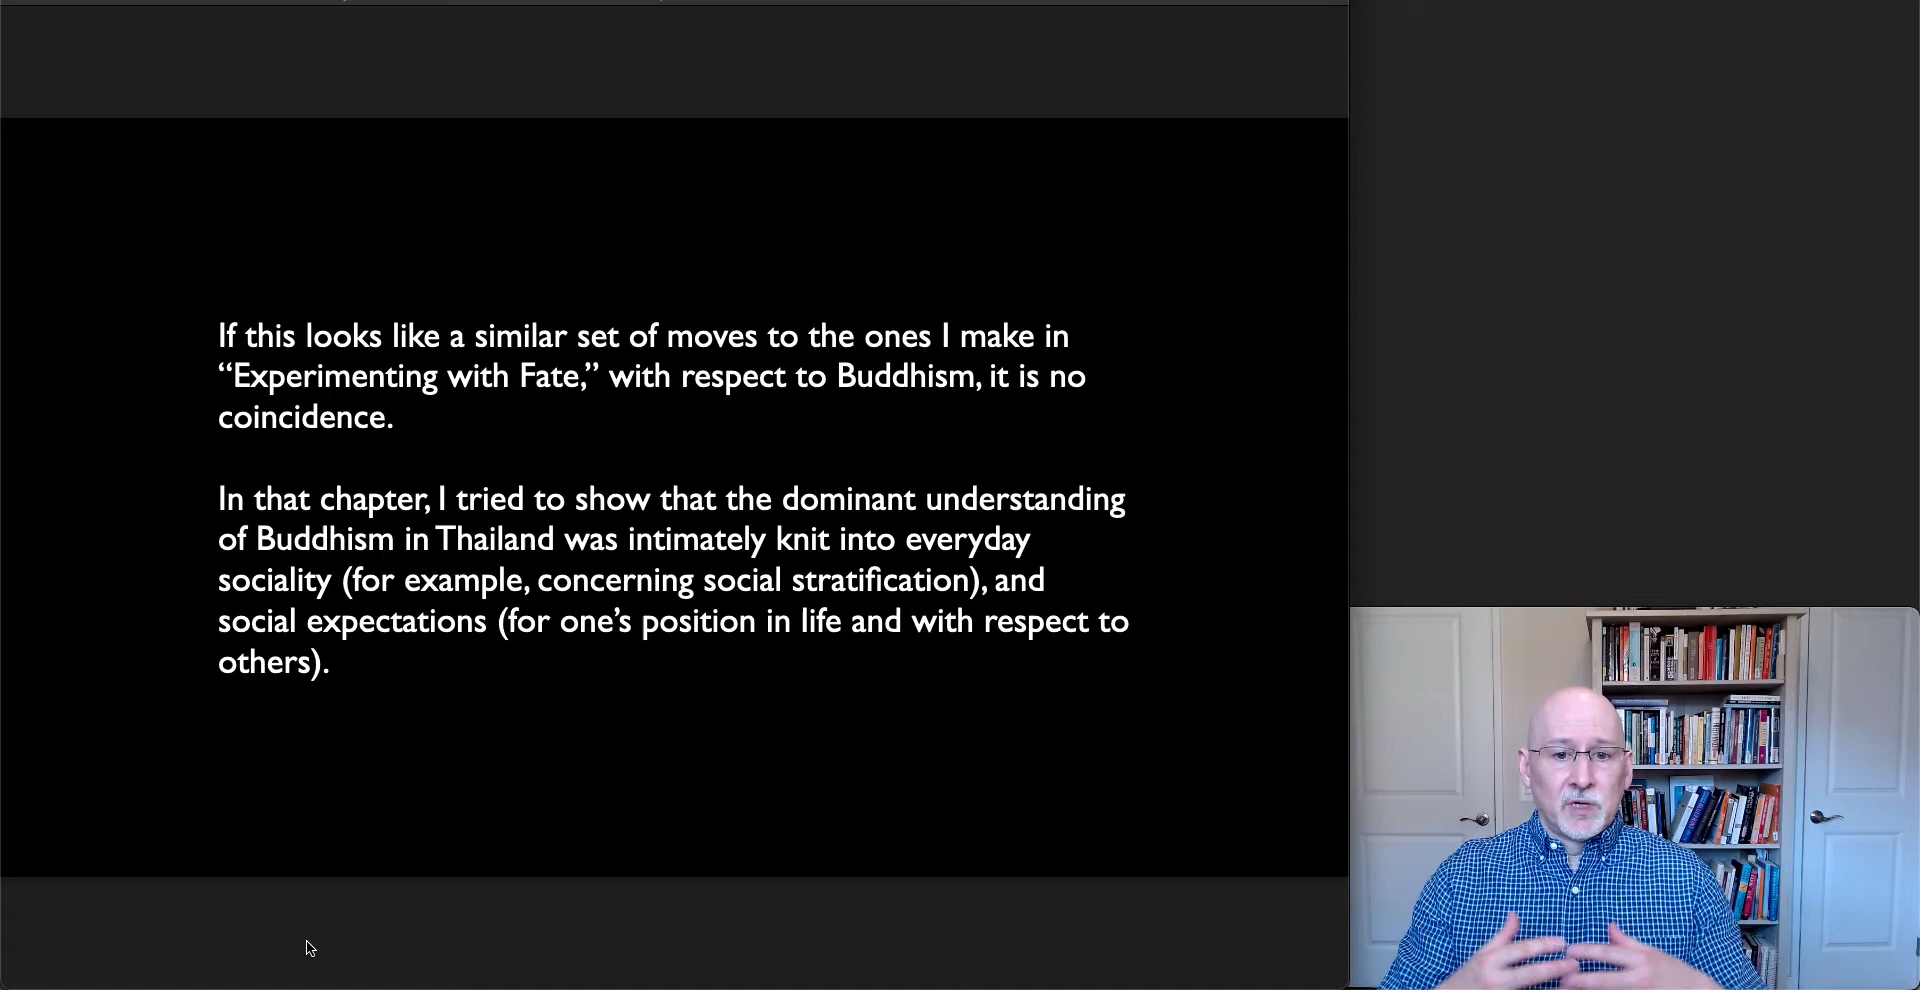 If this looks like a similar set of moves to the ones I make in
“Experimenting with Fate,” with respect to Buddhism, it is no
coincidence.
In that chapter, I tried to show that the dominant understanding
of Buddhism in Thailand was intimately knit into everyday
sociality (for example, concerning social stratification), and
social expectations (for one’s position in life and with respect to
others).